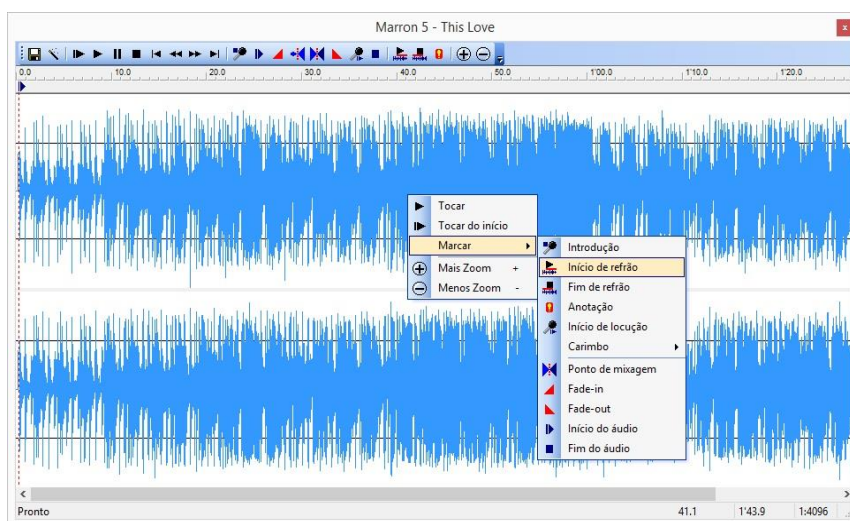 Marron 5 - This Love
x
0.0 10.0 20.0 30.0 40.0 50.0 1'00.0 1'10.0 1'20.0
Tocar
Tocar do início
Marcar
Mais Zoom +
Menos Zoom -
Introdução
Início de refrão
Fim de refrão
Anotação
Início de locução
Carimbo
Ponto de mixagem
Fade-in
Fade-out
Início do áudio
Fim do áudio
Pronto 41.1 1'43.9 1:4096